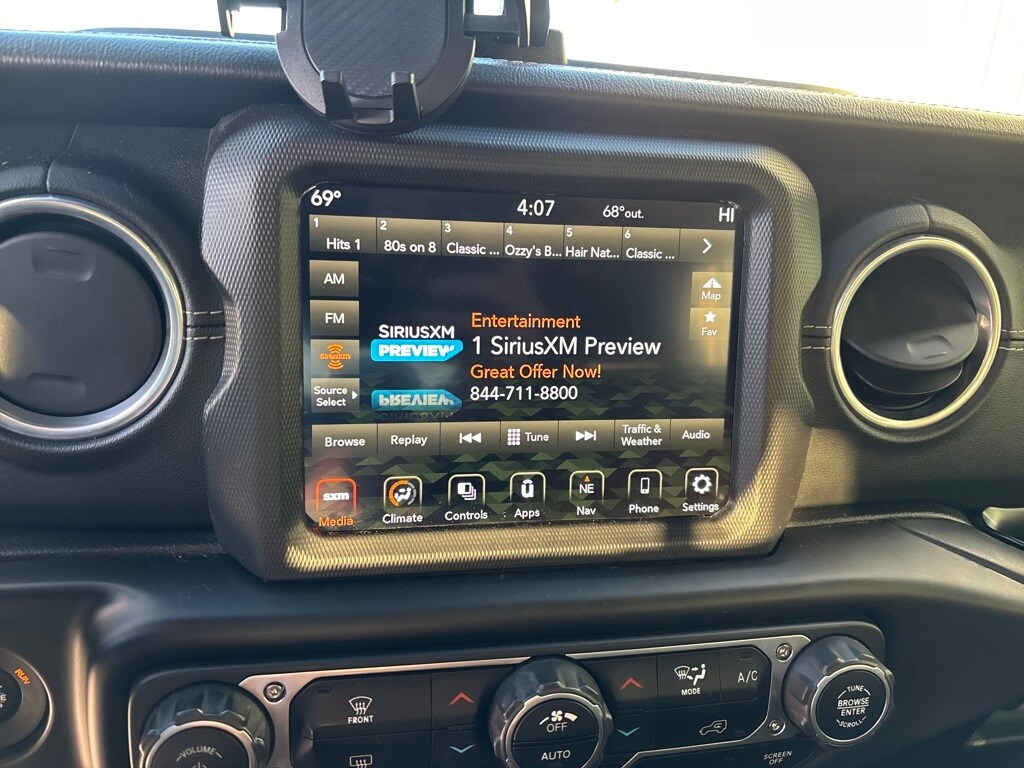 69°
4:07
68°out.
HI
1 Hits 1
2 80s on 8
3 Classic ...
4 Ozzy's B...
5 Hair Nat...
6 Classic ...
AM
FM
SiriusXM
Source
Select
SIRIUSXM
PREVIEW
Entertainment
1 SiriusXM Preview
Great Offer Now!
844-711-8800
Map
Fav
Browse
Replay
Tune
Traffic &
Weather
Audio
sxm
Media
Climate
Controls
Apps
NE
Nav
Phone
Settings
RUN
VOLUME
FRONT
OFF
AUTO
MODE
A/C
SCREEN
OFF
TUNE
BROWSE
ENTER
SCROLL